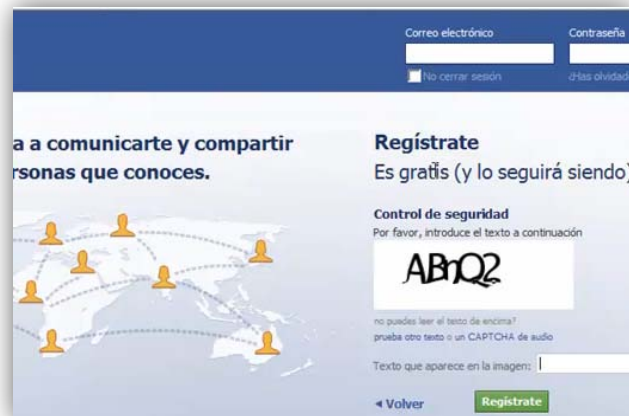 Correo electrónico Contraseña
No cerrar sesión ¿Has olvidad
a a comunicarte y compartir
rsonas que conoces.
Regístrate
Es gratis (y lo seguirá siendo)
Control de seguridad
Por favor, introduce el texto a continuación
no puedes leer el texto de encima?
prueba otro texto o un CAPTCHA de audio
Texto que aparece en la imagen:
Volver Regístrate